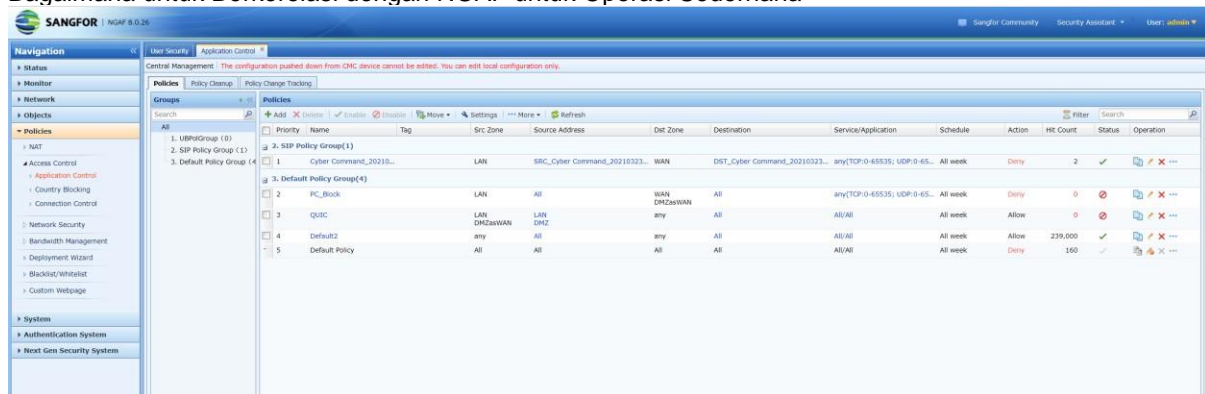 Bagaimana untuk Berkorelasi dengan NGAF untuk Operasi Sederhana
SANGFOR | NGAF 8.0.26
Sangfor Community Security Assistant User: admin
Navigation
User Security Application Control
Status
Central Management The configuration pushed down from CMC device cannot be edited. You can edit local configuration only.
Monitor
Policies Policy Cleanup Policy Change Tracking
Network
Groups Policies
Objects
Search + Add Delete Enable Disable Move Settings More Refresh Filter Search
Policies
All
Priority Name Tag Src Zone Source Address Dst Zone Destination Service/Application Schedule Action Hit Count Status Operation
NAT
1. UBPolGroup (0)
2. SIP Policy Group(1)
Access Control
2. SIP Policy Group (1)
1 Cyber Command_20210... LAN SRC_Cyber Command_20210323... WAN DST_Cyber Command_20210323... any(TCP:0-65535; UDP:0-65... All week Deny 2
Application Control
3. Default Policy Group (4
3. Default Policy Group(4)
Country Blocking
2 PC_Block LAN All WAN DMZasWAN All any(TCP:0-65535; UDP:0-65... All week Deny 0
Connection Control
3 QUIC LAN DMZasWAN LAN DMZ any All All/All All week Allow 0
Network Security
4 Default2 any All any All All/All All week Allow 239,000
Bandwidth Management
5 Default Policy All All All All All/All All week Deny 160
Deployment Wizard
Blacklist/Whitelist
Custom Webpage
System
Authentication System
Next Gen Security System